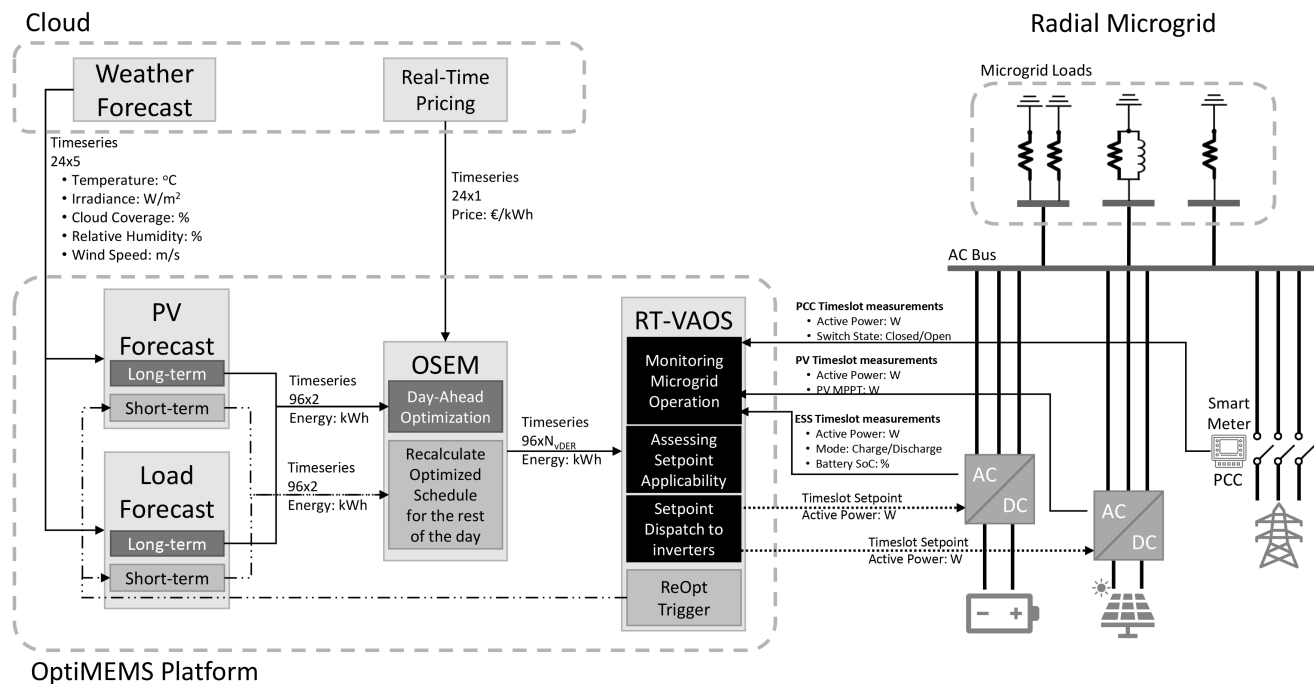 Cloud
Weather
Forecast
Real-Time
Pricing
Timeseries
24x5
• Temperature: ºC
• Irradiance: W/m²
• Cloud Coverage: %
• Relative Humidity: %
• Wind Speed: m/s
Timeseries
24x1
Price: €/kWh
PV
Forecast
Long-term
Short-term
Load
Forecast
Long-term
Short-term
Timeseries
96x2
Energy: kWh
Timeseries
96x2
Energy: kWh
OSEM
Day-Ahead
Optimization
Recalculate
Optimized
Schedule
for the rest
of the day
Timeseries
96xNvDER
Energy: kWh
RT-VAOS
Monitoring
Microgrid
Operation
Assessing
Setpoint
Applicability
Setpoint
Dispatch to
inverters
ReOpt
Trigger
OptiMEMS Platform
Radial Microgrid
Microgrid Loads
AC Bus
PCC Timeslot measurements
• Active Power: W
• Switch State: Closed/Open
PV Timeslot measurements
• Active Power: W
• PV MPPT: W
ESS Timeslot measurements
• Active Power: W
• Mode: Charge/Discharge
• Battery SoC: %
Timeslot Setpoint
Active Power: W
Timeslot Setpoint
Active Power: W
AC
DC
AC
DC
Smart
Meter
PCC